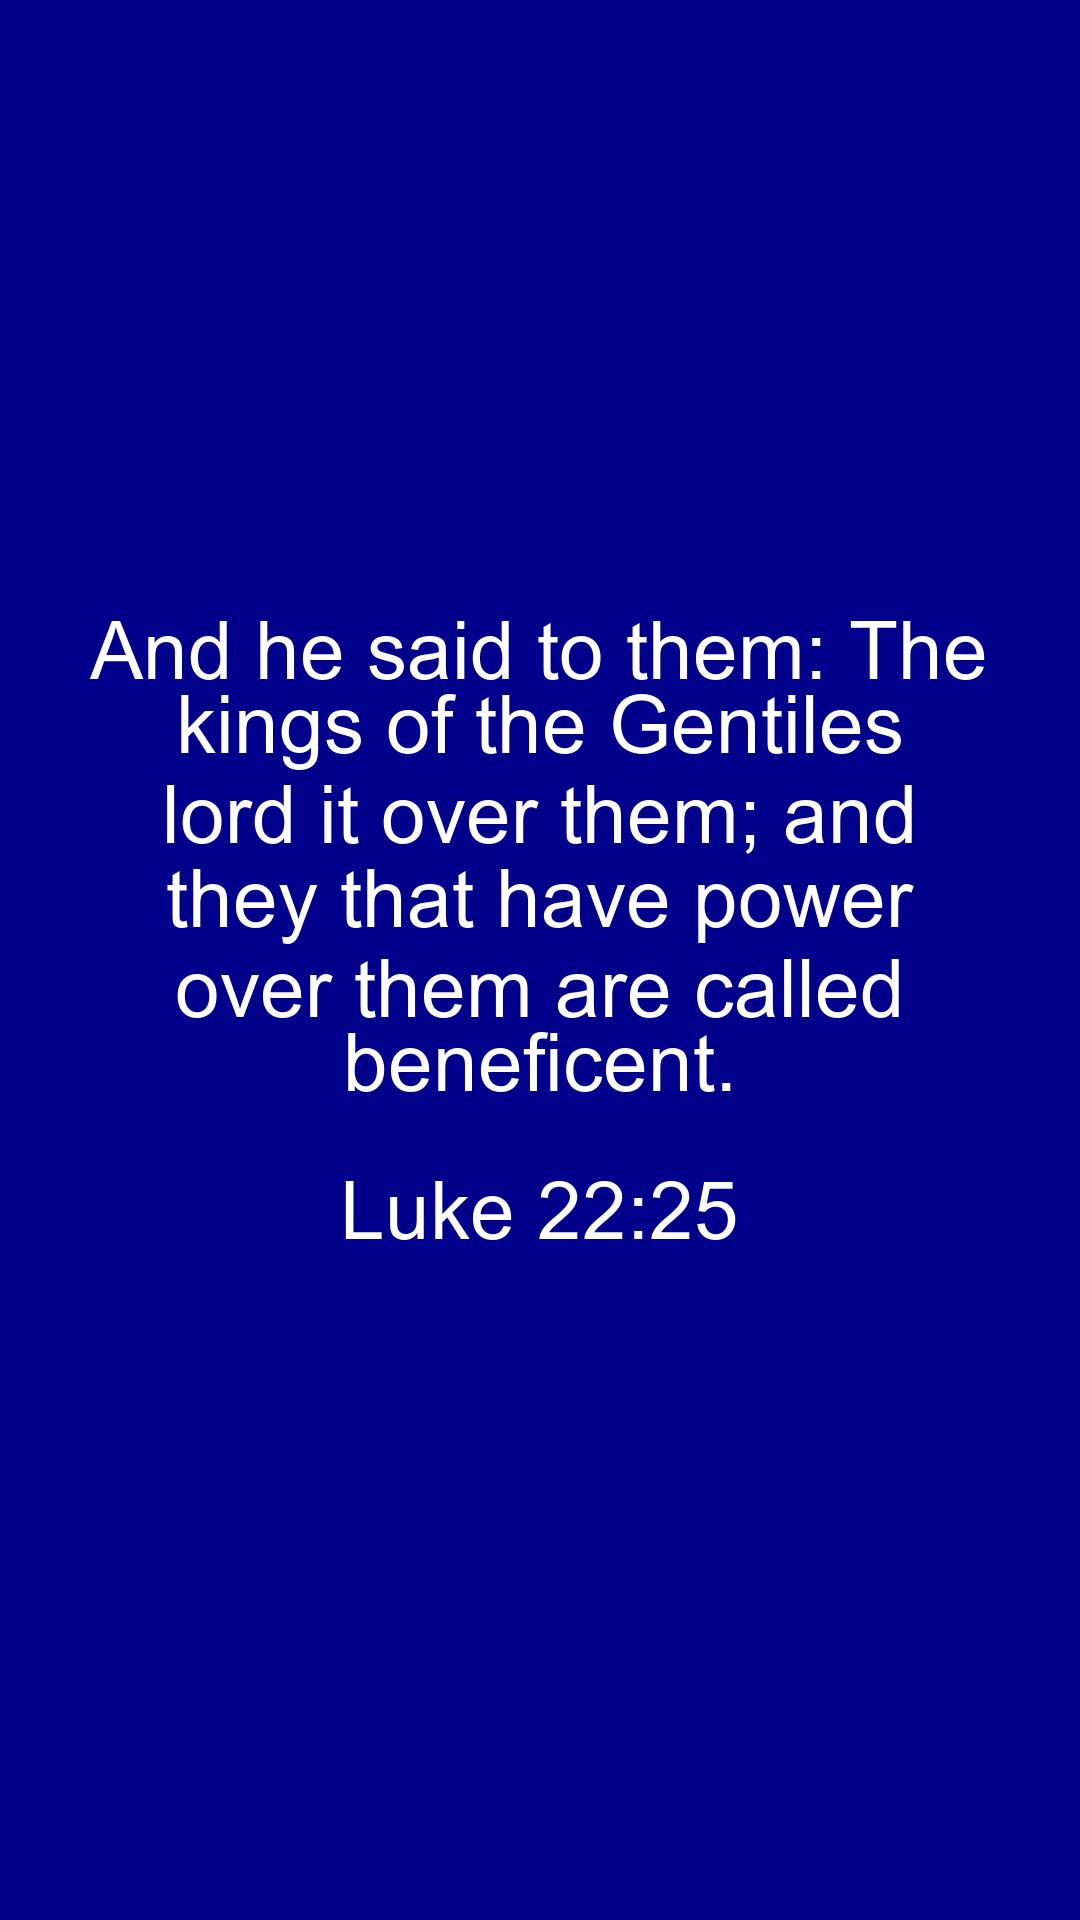 And he said to them: The
kings of the Gentiles
lord it over them; and
they that have power
over them are called
beneficent.
Luke 22:25